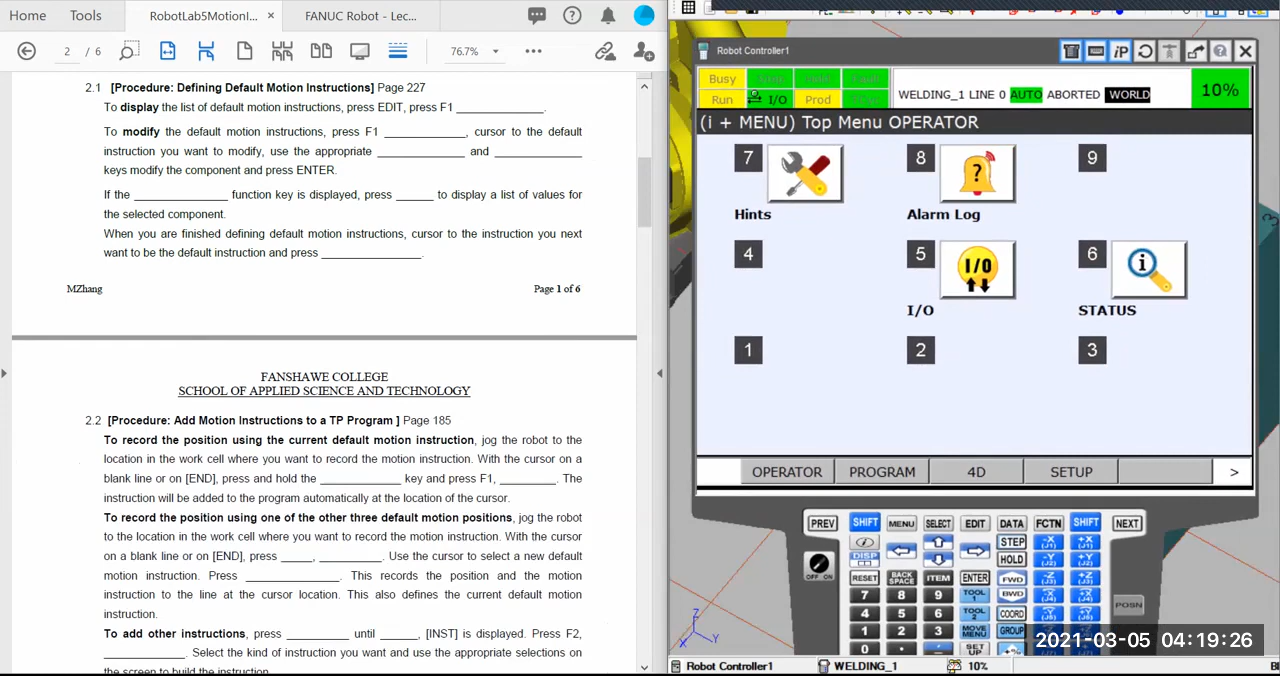 Home Tools RobotLab5MotionI... × FANUC Robot - Lec...
2 / 6 76.7%
2.1 [Procedure: Defining Default Motion Instructions] Page 227
To display the list of default motion instructions, press EDIT, press F1 ______________.
To modify the default motion instructions, press F1 _____________, cursor to the default
instruction you want to modify, use the appropriate ______________ and ______________
keys modify the component and press ENTER.
If the _______________ function key is displayed, press ______ to display a list of values for
the selected component.
When you are finished defining default motion instructions, cursor to the instruction you next
want to be the default instruction and press ________________.
MZhang Page 1 of 6
FANSHAWE COLLEGE
SCHOOL OF APPLIED SCIENCE AND TECHNOLOGY
2.2 [Procedure: Add Motion Instructions to a TP Program ] Page 185
To record the position using the current default motion instruction, jog the robot to the
location in the work cell where you want to record the motion instruction. With the cursor on a
blank line or on [END], press and hold the _____________ key and press F1, _________. The
instruction will be added to the program automatically at the location of the cursor.
To record the position using one of the other three default motion positions, jog the robot
to the location in the work cell where you want to record the motion instruction. With the cursor
on a blank line or on [END], press _____, __________. Use the cursor to select a new default
motion instruction. Press _______________. This records the position and the motion
instruction to the line at the cursor location. This also defines the current default motion
instruction.
To add other instructions, press __________ until ______, [INST] is displayed. Press F2,
_____________. Select the kind of instruction you want and use the appropriate selections on
the screen to build the instruction.
Robot Controller1
iP
Busy
Run I/O Prod
WELDING_1 LINE 0 AUTO ABORTED WORLD
10%
(i + MENU) Top Menu OPERATOR
7 8 9
Hints Alarm Log
4 5 I/O 6
I/O STATUS
1 2 3
OPERATOR PROGRAM 4D SETUP >
PREV SHIFT MENU SELECT EDIT DATA FCTN SHIFT NEXT
DISP STEP -X (J1) +X (J1)
HOLD -Y (J2) +Y (J2)
OFF ON RESET BACK SPACE ITEM ENTER FWD -Z (J3) +Z (J3)
7 8 9 TOOL 1 BWD
4 5 6 TOOL 2 COORD POSN
1 2 3 MOVE MENU GROUP
0 SET UP
2021-03-05 04:19:26
Robot Controller1 WELDING_1 10%